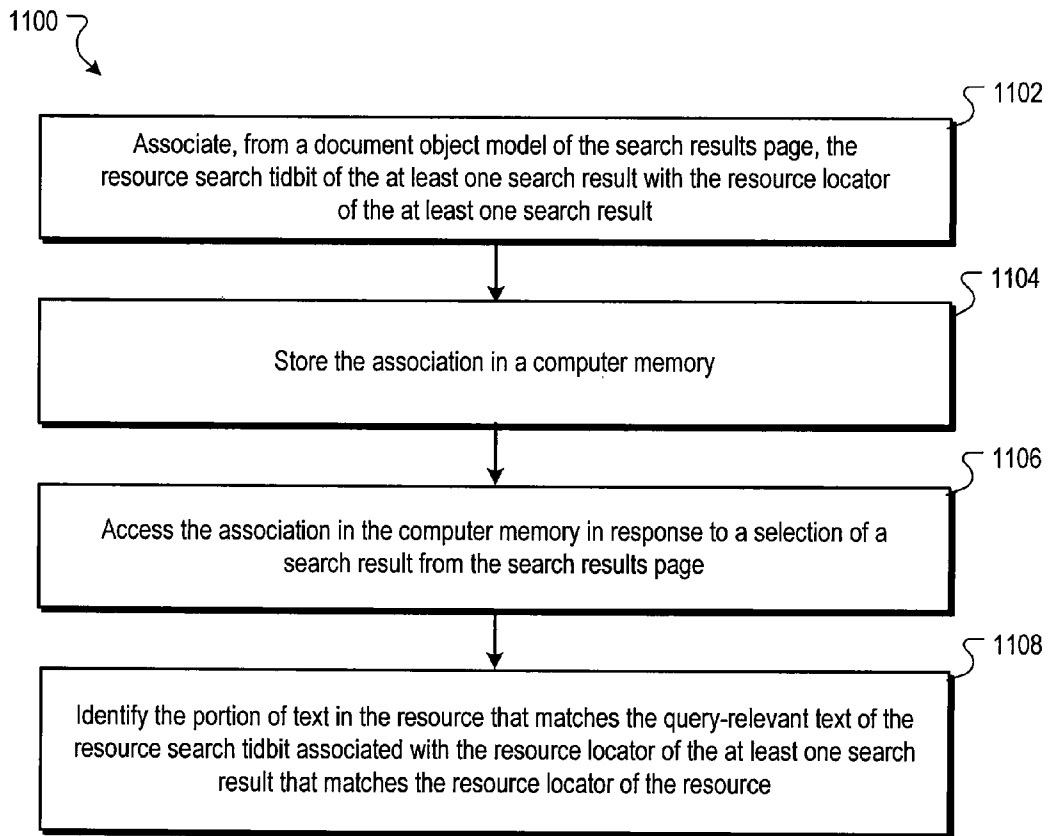 1100
1102
Associate, from a document object model of the search results page, the
resource search tidbit of the at least one search result with the resource locator
of the at least one search result
1104
Store the association in a computer memory
1106
Access the association in the computer memory in response to a selection of a
search result from the search results page
1108
Identify the portion of text in the resource that matches the query-relevant text of the
resource search tidbit associated with the resource locator of the at least one search
result that matches the resource locator of the resource